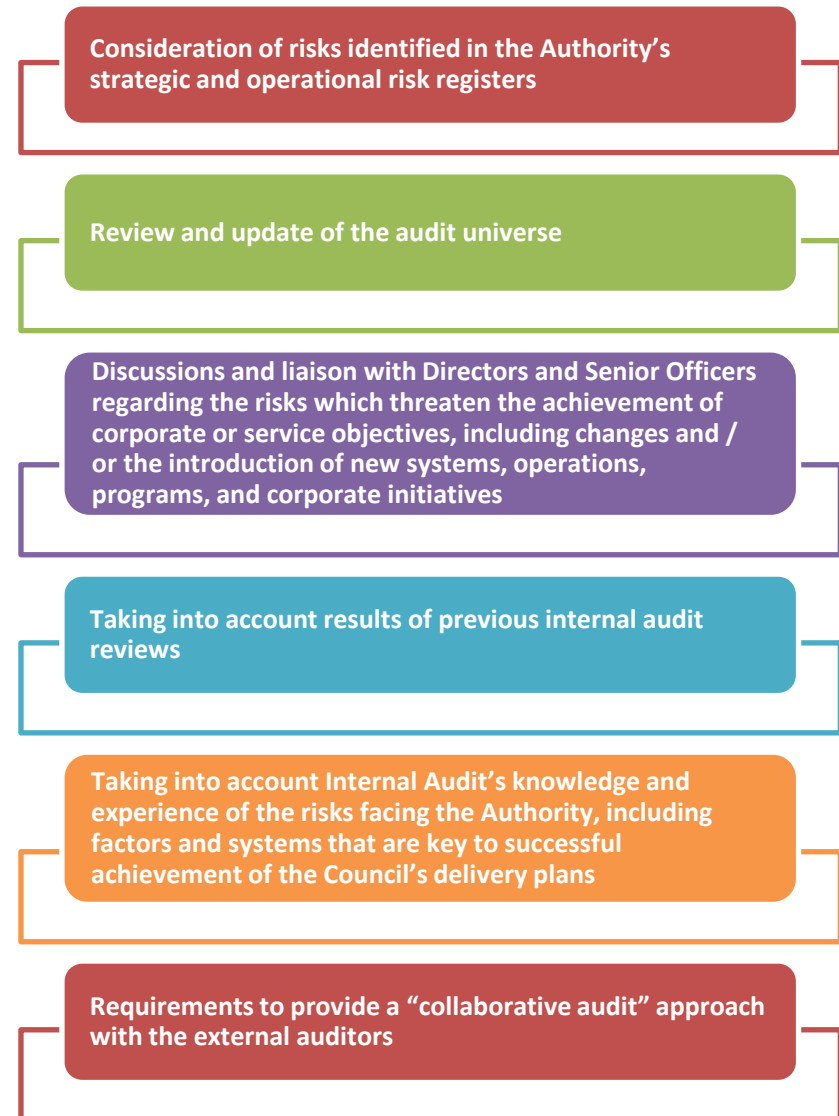 Consideration of risks identified in the Authority’s
strategic and operational risk registers
Review and update of the audit universe
Discussions and liaison with Directors and Senior Officers
regarding the risks which threaten the achievement of
corporate or service objectives, including changes and /
or the introduction of new systems, operations,
programs, and corporate initiatives
Taking into account results of previous internal audit
reviews
Taking into account Internal Audit’s knowledge and
experience of the risks facing the Authority, including
factors and systems that are key to successful
achievement of the Council’s delivery plans
Requirements to provide a “collaborative audit” approach
with the external auditors